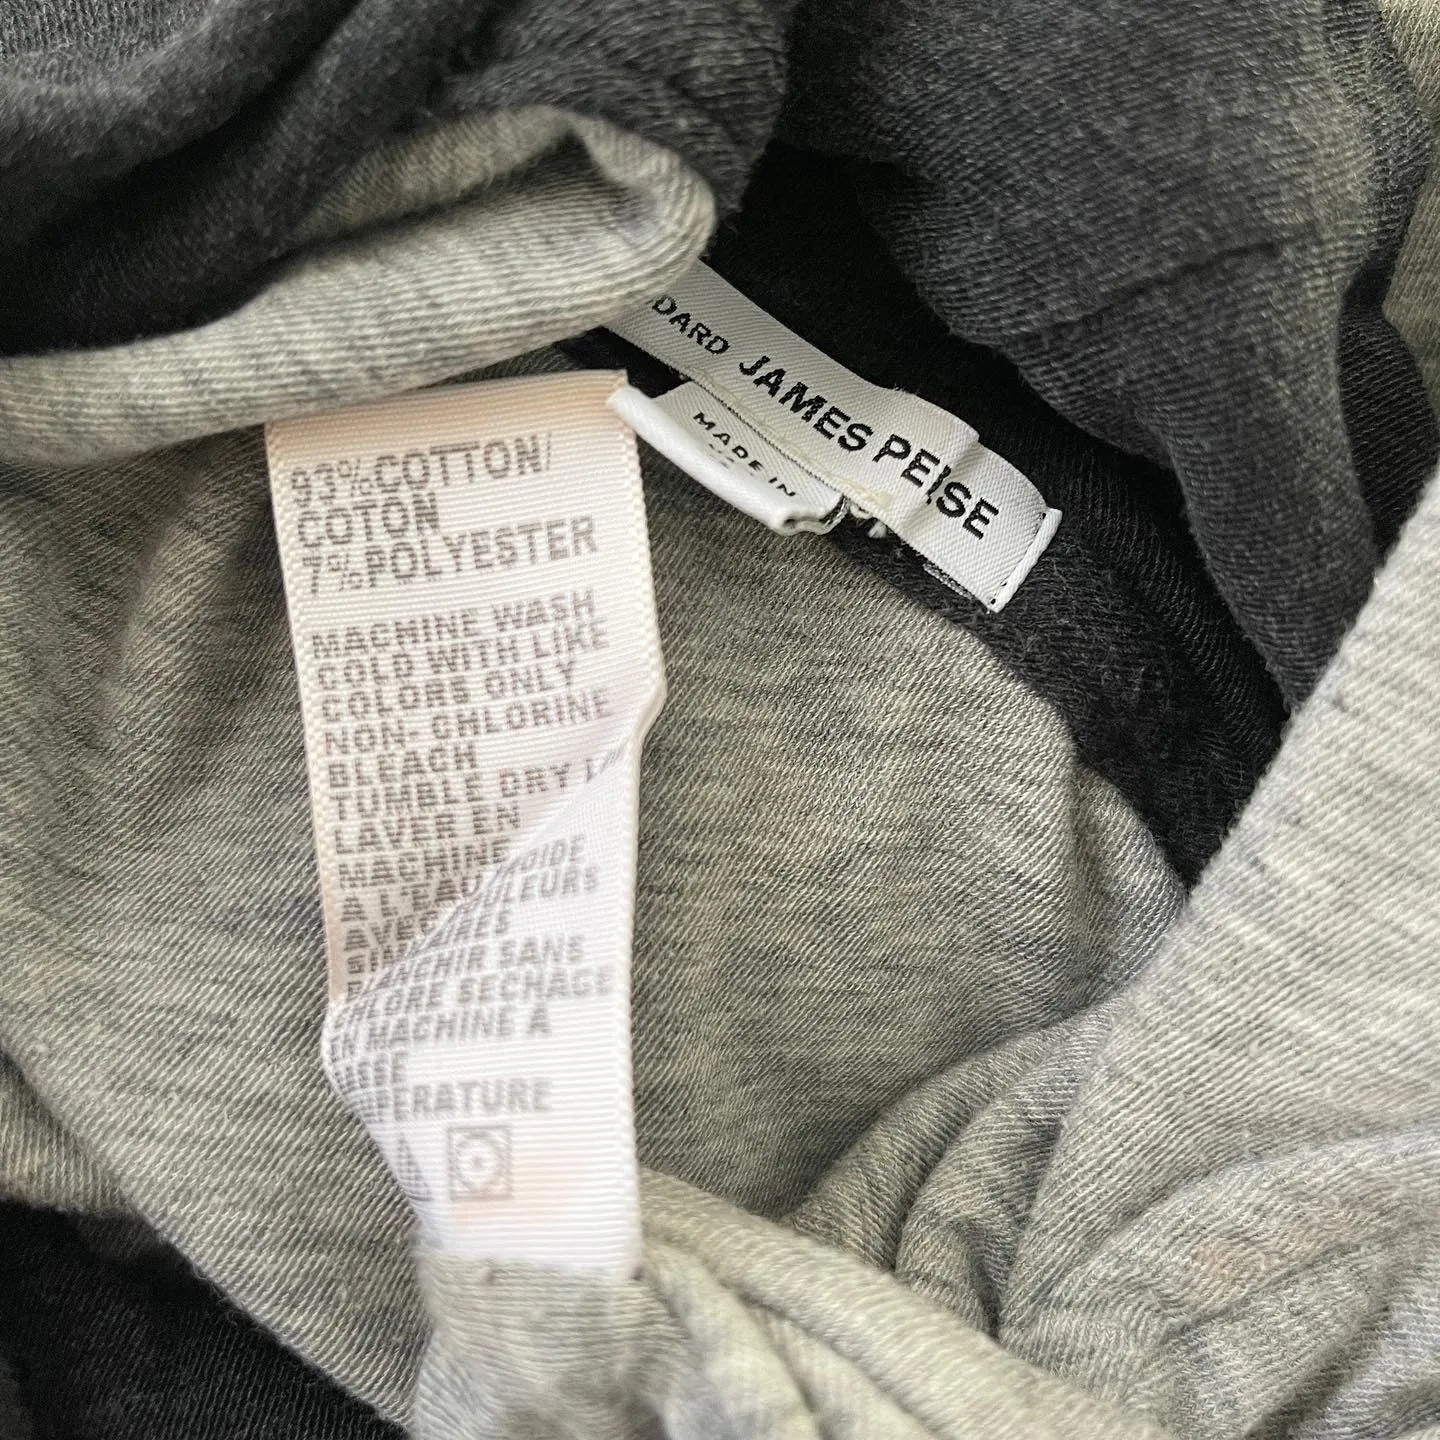 DARD JAMES PERSE
MADE IN
93% COTTON/
COTON
7% POLYESTER
MACHINE WASH
COLD WITH LIKE
COLORS ONLY
NON- CHLORINE
BLEACH
TUMBLE DRY
LAVER EN
MACHINE
A L'EAU
SANS
SECHAGE
EN MACHINE A
PERATURE